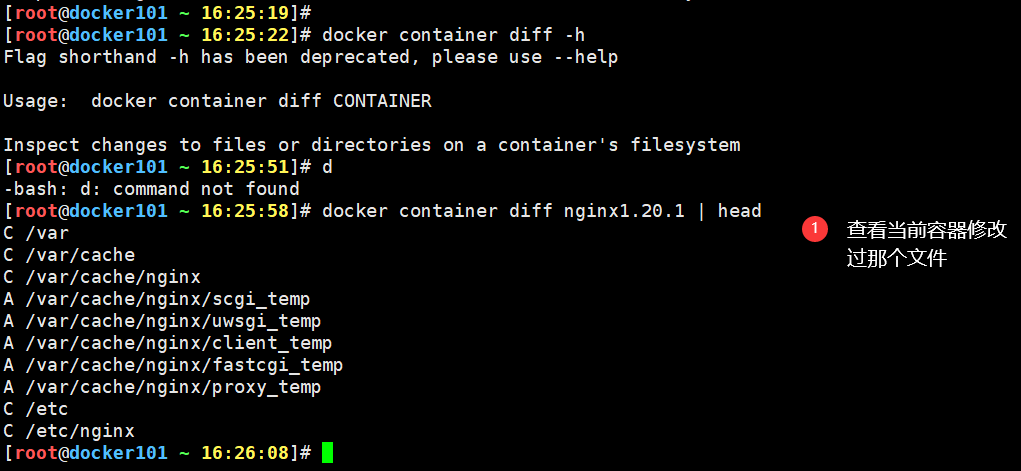 [root@docker101 ~ 16:25:19]#
[root@docker101 ~ 16:25:22]# docker container diff -h
Flag shorthand -h has been deprecated, please use --help
Usage:  docker container diff CONTAINER
Inspect changes to files or directories on a container's filesystem
[root@docker101 ~ 16:25:51]# d
-bash: d: command not found
[root@docker101 ~ 16:25:58]# docker container diff nginx1.20.1 | head
C /var
C /var/cache
C /var/cache/nginx
A /var/cache/nginx/scgi_temp
A /var/cache/nginx/uwsgi_temp
A /var/cache/nginx/client_temp
A /var/cache/nginx/fastcgi_temp
A /var/cache/nginx/proxy_temp
C /etc
C /etc/nginx
[root@docker101 ~ 16:26:08]#
1 查看当前容器修改
过那个文件